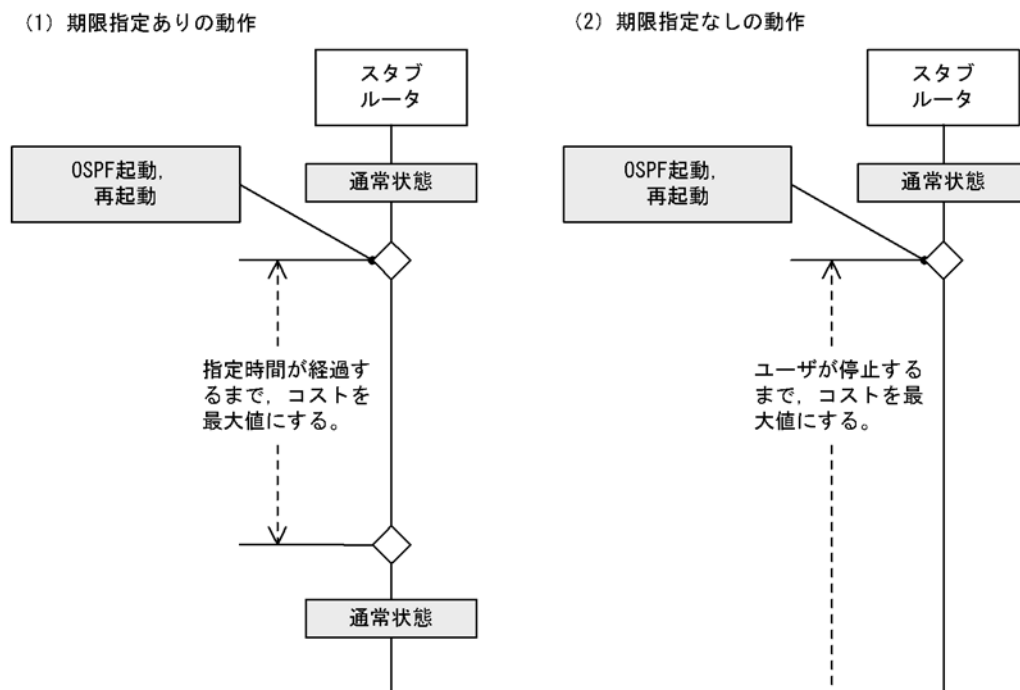 (1) 期限指定ありの動作
スタブ
ルータ
OSPF起動,
再起動
通常状態
指定時間が経過す
るまで, コストを
最大値にする。
通常状態
(2) 期限指定なしの動作
スタブ
ルータ
OSPF起動,
再起動
通常状態
ユーザが停止する
まで, コストを最
大値にする。